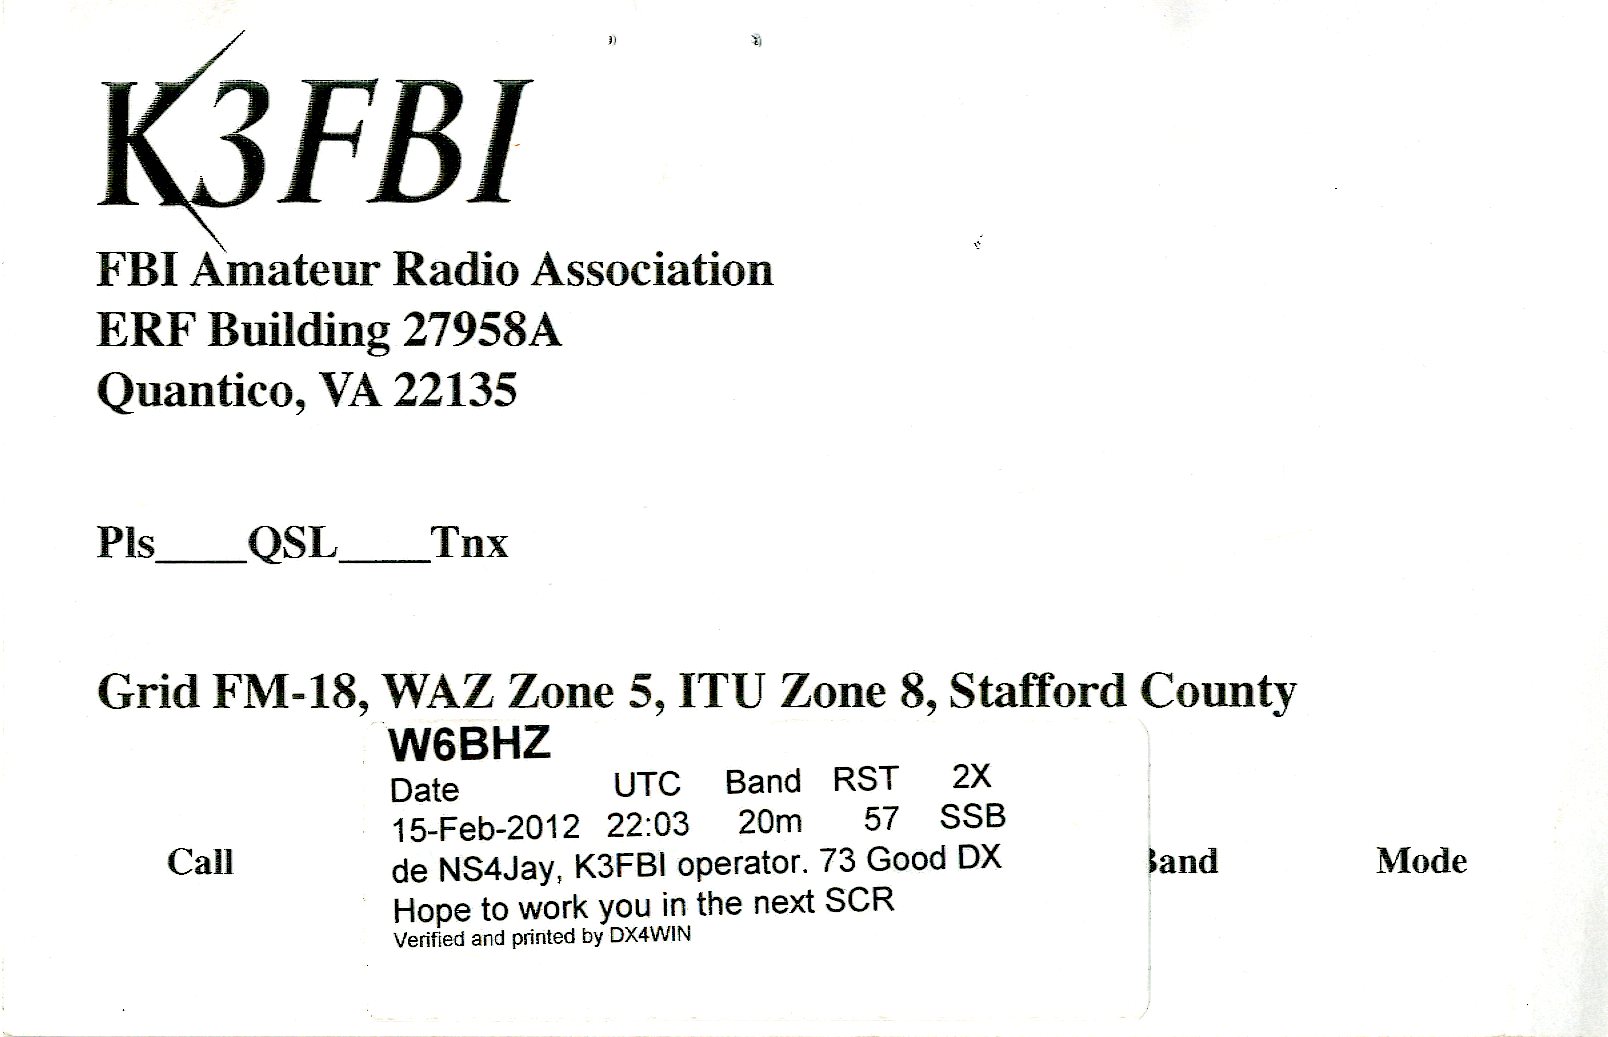 K3FBI
FBI Amateur Radio Association
ERF Building 27958A
Quantico, VA 22135
Pls____QSL____Tnx
Grid FM-18, WAZ Zone 5, ITU Zone 8, Stafford County
W6BHZ
Date UTC Band RST 2X
15-Feb-2012 22:03 20m 57 SSB
de NS4Jay, K3FBI operator. 73 Good DX
Hope to work you in the next SCR
Verified and printed by DX4WIN
Call Band Mode